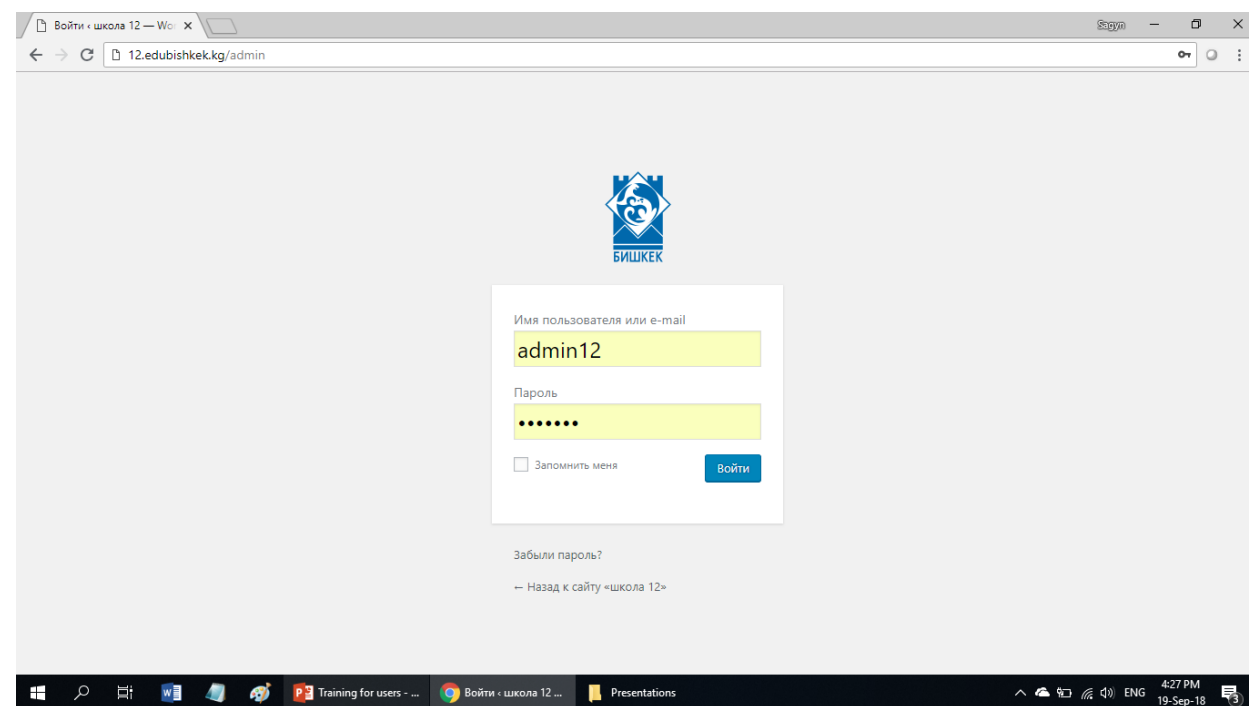 Войти ‹ школа 12 — Wo
Sagyn
12.edubishkek.kg/admin
БИШКЕК
Имя пользователя или e-mail
admin12
Пароль
•••••••
Запомнить меня
Войти
Забыли пароль?
← Назад к сайту «школа 12»
Training for users - ...
Войти ‹ школа 12 ...
Presentations
ENG
4:27 PM
19-Sep-18
3